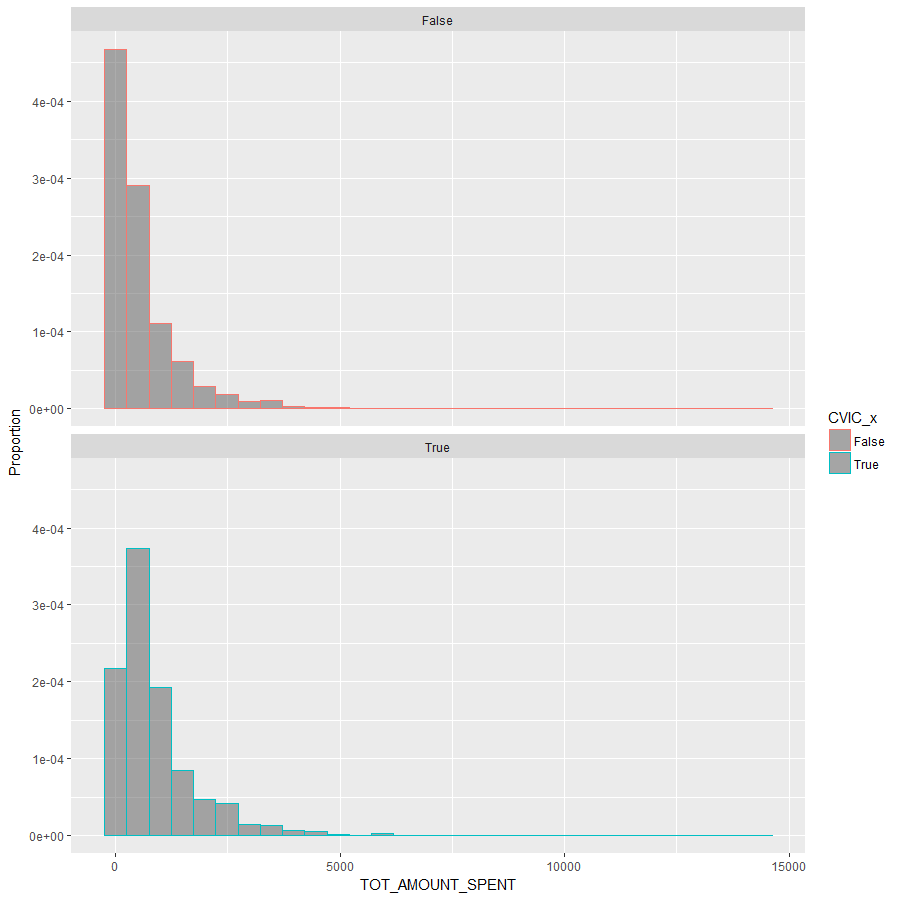 False
4e-04
3e-04
2e-04
1e-04
0e+00
True
4e-04
3e-04
2e-04
1e-04
0e+00
0 5000 10000 15000
TOT_AMOUNT_SPENT
Proportion
CVIC_x
False
True